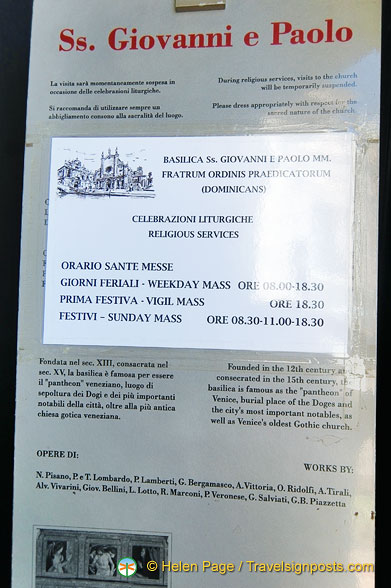 Ss. Giovanni e Paolo
La visita sarà momentaneamente sospesa in
occasione delle celebrazioni liturgiche.
Si raccomanda di utilizzare sempre un
abbigliamento consono alla sacralità del luogo.
During religious services, visits to the church
will be temporarily suspended.
Please dress appropriately with respect for the
sacred nature of the church.
BASILICA Ss. GIOVANNI E PAOLO MM.
FRATRUM ORDINIS PRAEDICATORUM
(DOMINICANS)
CELEBRAZIONI LITURGICHE
RELIGIOUS SERVICES
ORARIO SANTE MESSE
GIORNI FERIALI - WEEKDAY MASS ORE 08.00-18.30
PRIMA FESTIVA - VIGIL MASS ORE 18.30
FESTIVI – SUNDAY MASS ORE 08.30-11.00-18.30
Fondata nel sec. XIII, consacrata nel
sec. XV, la basilica è famosa per essere
il "pantheon" veneziano, luogo di
sepoltura dei Dogi e dei più importanti
notabili della città, oltre alla più antica
chiesa gotica veneziana.
Founded in the 12th century and
consecrated in the 15th century, the
basilica is famous as the "pantheon" of
Venice, burial place of the Doges and
the city's most important notables, as
well as Venice's oldest Gothic church.
OPERE DI:
WORKS BY:
N. Pisano, P. e T. Lombardo, P. Lamberti, G. Bergamasco, A. Vittoria, O. Ridolfi, A. Tirali,
Alv. Vivarini, Giov. Bellini, L. Lotto, R. Marconi, P. Veronese, G. Salviati, G.B. Piazzetta
© Helen Page / Travelsignposts.com